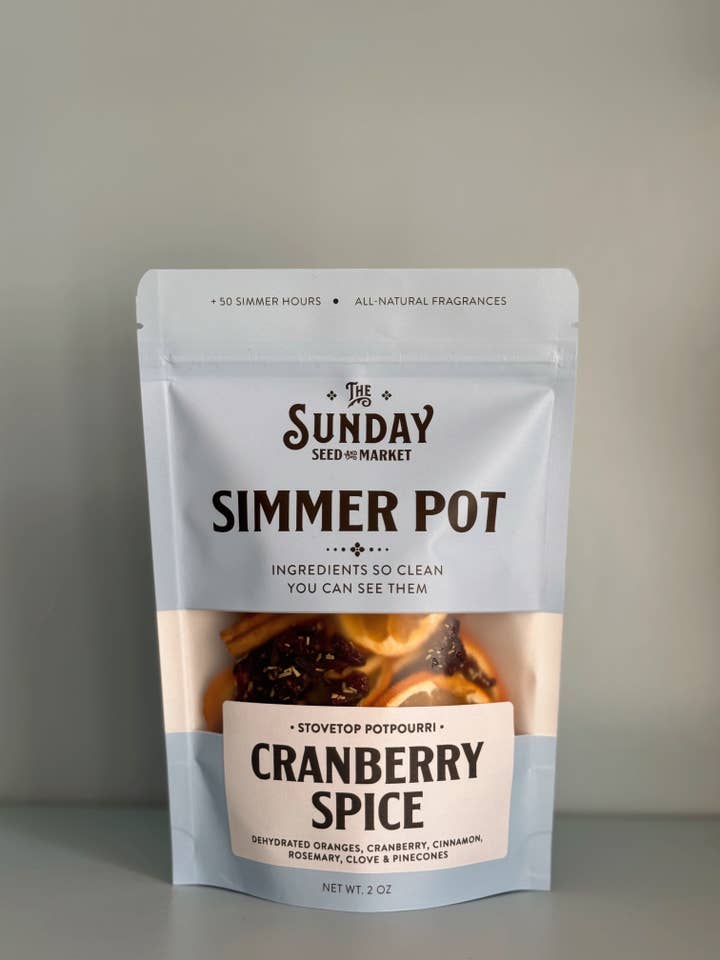 + 50 SIMMER HOURS • ALL-NATURAL FRAGRANCES
THE
SUNDAY
SEED AND MARKET
SIMMER POT
INGREDIENTS SO CLEAN
YOU CAN SEE THEM
• STOVETOP POTPOURRI •
CRANBERRY
SPICE
DEHYDRATED ORANGES, CRANBERRY, CINNAMON,
ROSEMARY, CLOVE & PINECONES
NET WT. 2 OZ